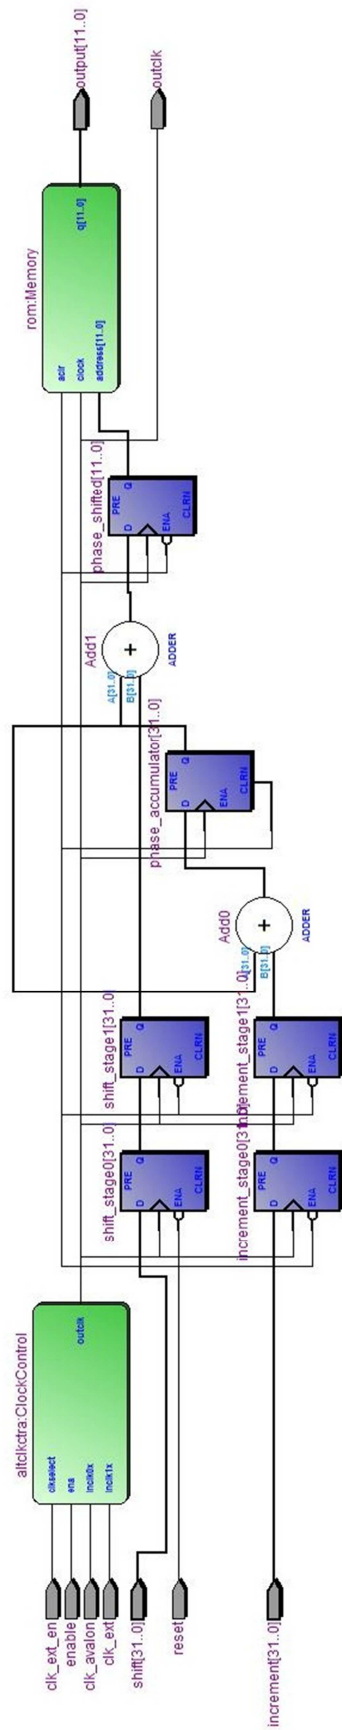 altclkctra:ClockControl
clkselect
ena
inclk0x
inclk1x
outclk
clk_ext_en
enable
clk_avalon
clk_ext
shift[31..0]
reset
increment[31..0]
shift_stage0[31..0]
PRE
D Q
ENA
CLRN
shift_stage1[31..0]
PRE
D Q
ENA
CLRN
increment_stage0[31..0]
PRE
D Q
ENA
CLRN
increment_stage1[31..0]
PRE
D Q
ENA
CLRN
Add0
A[31..0]
B[31..0]
+
ADDER
phase_accumulator[31..0]
PRE
D Q
ENA
CLRN
Add1
A[31..0]
B[31..0]
+
ADDER
phase_shifted[11..0]
PRE
D Q
ENA
CLRN
rom:Memory
aclr
clock
address[11..0]
q[11..0]
output[11..0]
outclk